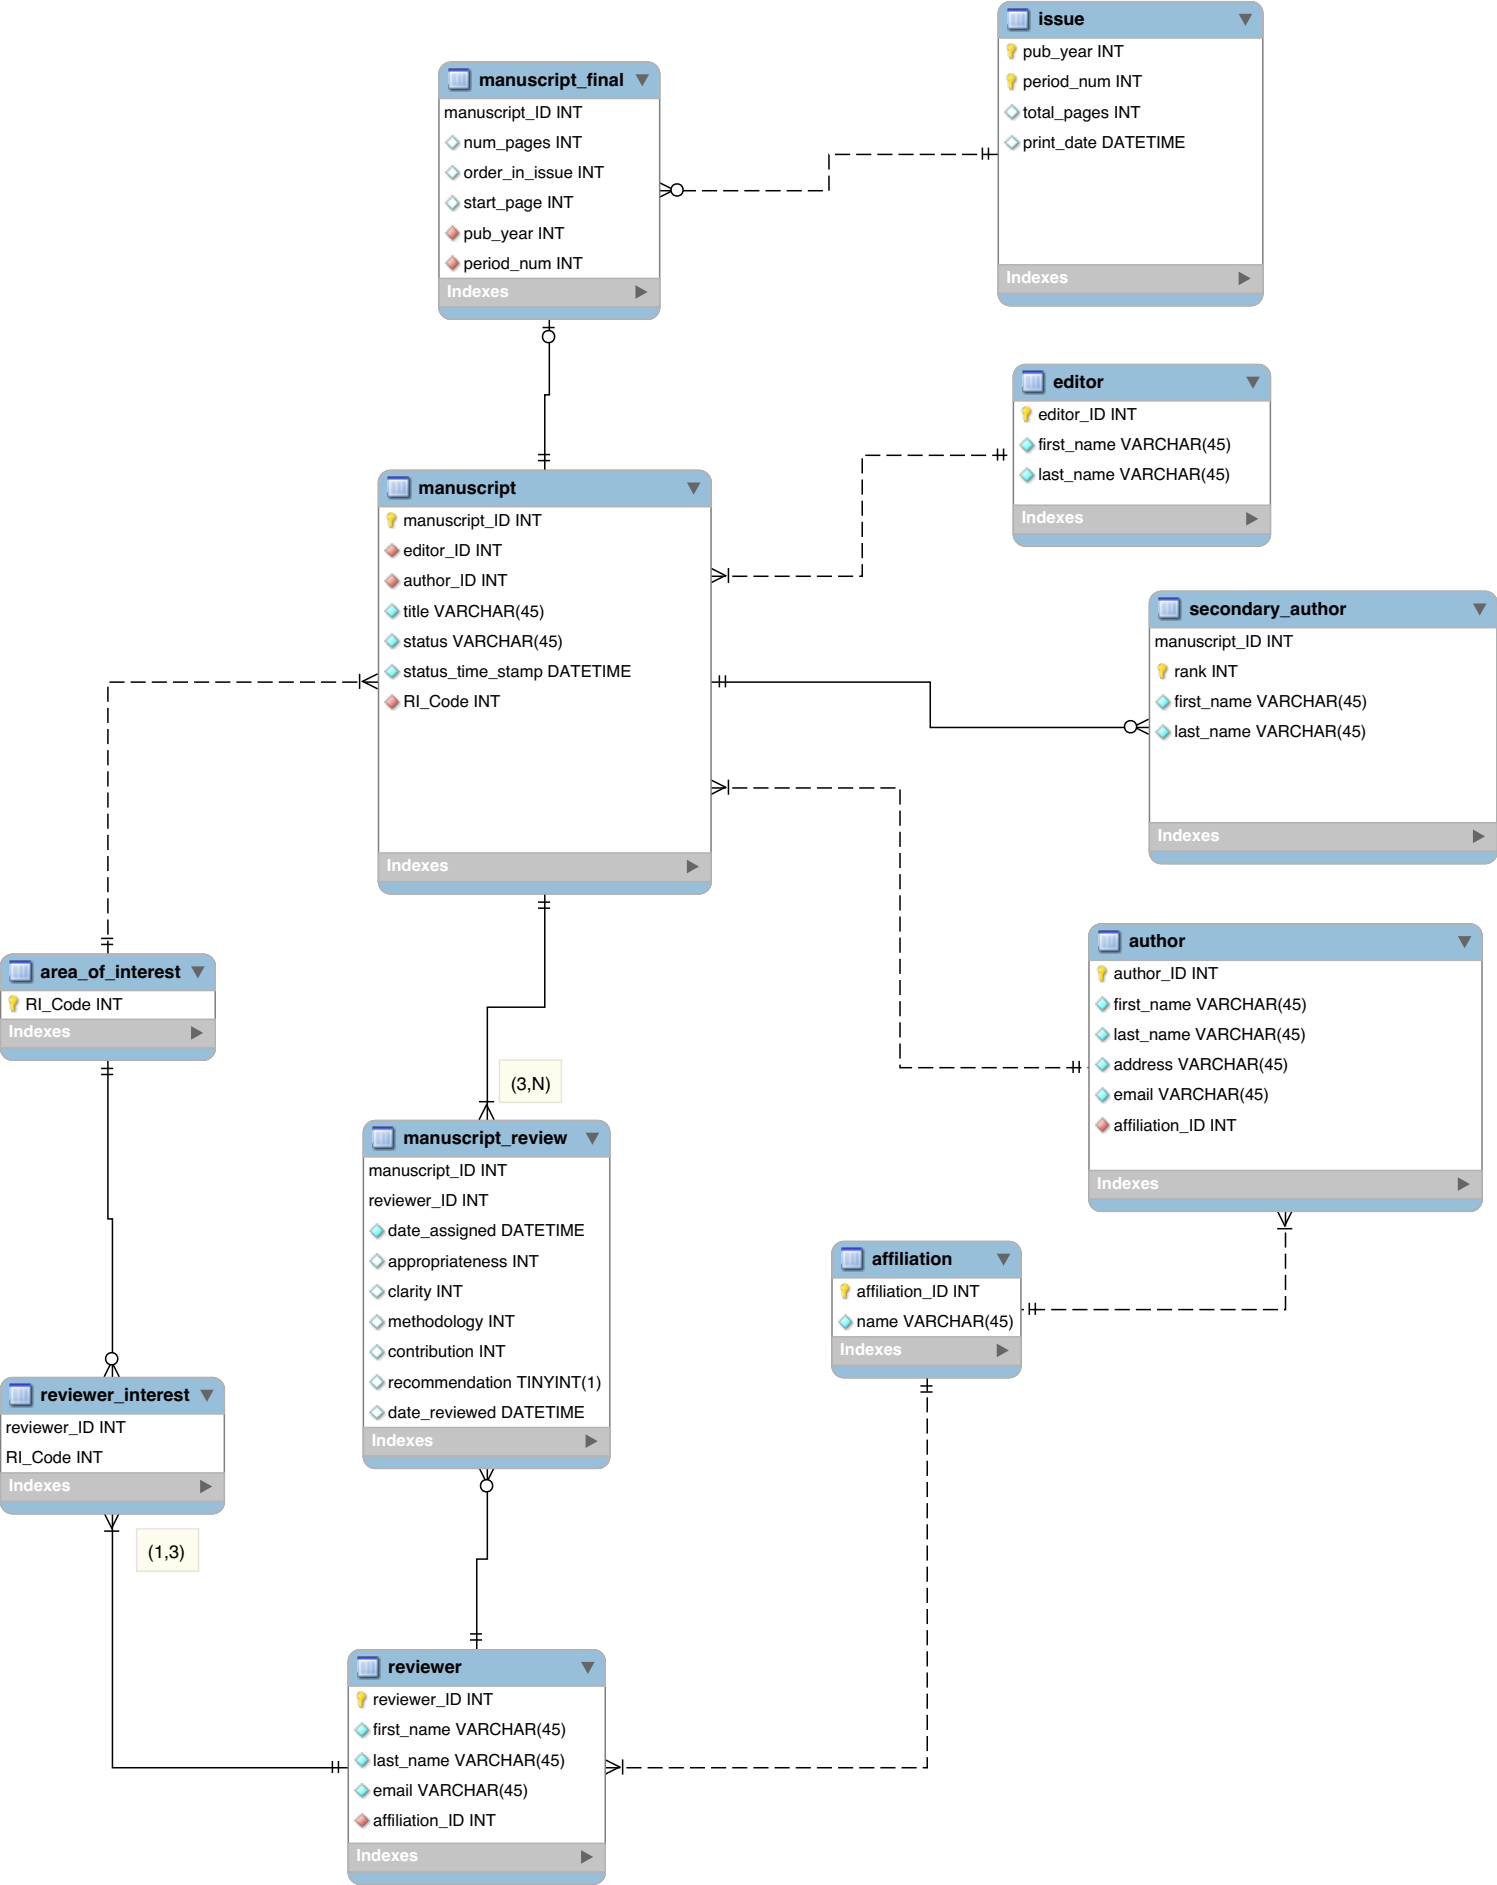 issue
pub_year INT
period_num INT
total_pages INT
print_date DATETIME
Indexes
manuscript_final
manuscript_ID INT
num_pages INT
order_in_issue INT
start_page INT
pub_year INT
period_num INT
Indexes
editor
editor_ID INT
first_name VARCHAR(45)
last_name VARCHAR(45)
Indexes
manuscript
manuscript_ID INT
editor_ID INT
author_ID INT
title VARCHAR(45)
status VARCHAR(45)
status_time_stamp DATETIME
RI_Code INT
Indexes
secondary_author
manuscript_ID INT
rank INT
first_name VARCHAR(45)
last_name VARCHAR(45)
Indexes
author
author_ID INT
first_name VARCHAR(45)
last_name VARCHAR(45)
address VARCHAR(45)
email VARCHAR(45)
affiliation_ID INT
Indexes
area_of_interest
RI_Code INT
Indexes
(3,N)
manuscript_review
manuscript_ID INT
reviewer_ID INT
date_assigned DATETIME
appropriateness INT
clarity INT
methodology INT
contribution INT
recommendation TINYINT(1)
date_reviewed DATETIME
Indexes
affiliation
affiliation_ID INT
name VARCHAR(45)
Indexes
reviewer_interest
reviewer_ID INT
RI_Code INT
Indexes
(1,3)
reviewer
reviewer_ID INT
first_name VARCHAR(45)
last_name VARCHAR(45)
email VARCHAR(45)
affiliation_ID INT
Indexes